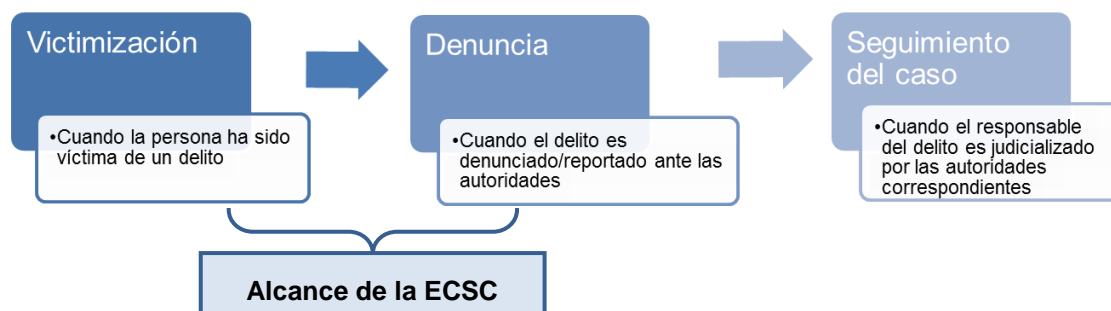 Victimización
•Cuando la persona ha sido
víctima de un delito
Denuncia
•Cuando el delito es
denunciado/reportado ante las
autoridades
Seguimiento
del caso
•Cuando el responsable
del delito es judicializado
por las autoridades
correspondientes
Alcance de la ECSC